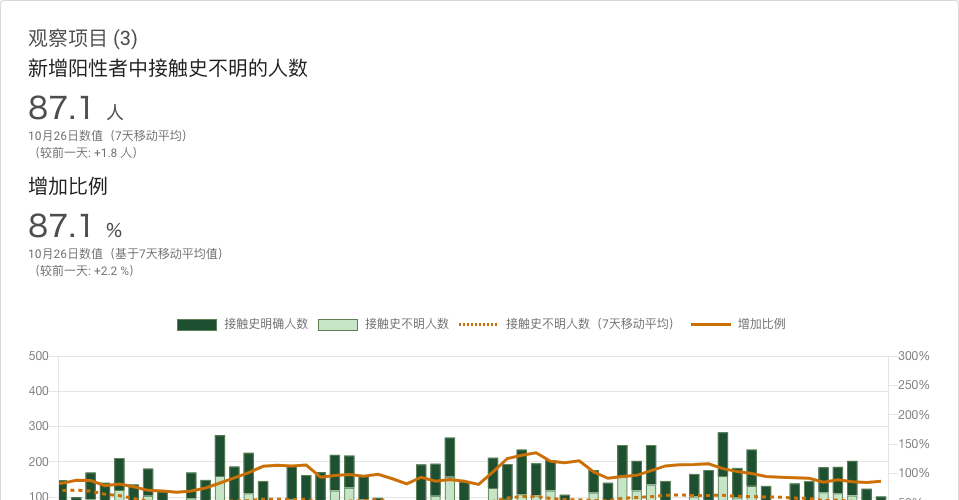 观察项目 (3)
新增阳性者中接触史不明的人数
87.1 人
10月26日数值（7天移动平均）
（较前一天: +1.8 人）
增加比例
87.1 %
10月26日数值（基于7天移动平均值）
（较前一天: +2.2 %）
接触史明确人数 接触史不明人数 接触史不明人数（7天移动平均） 增加比例
500 300%
400 250%
300 200%
200 150%
100 100%
50%